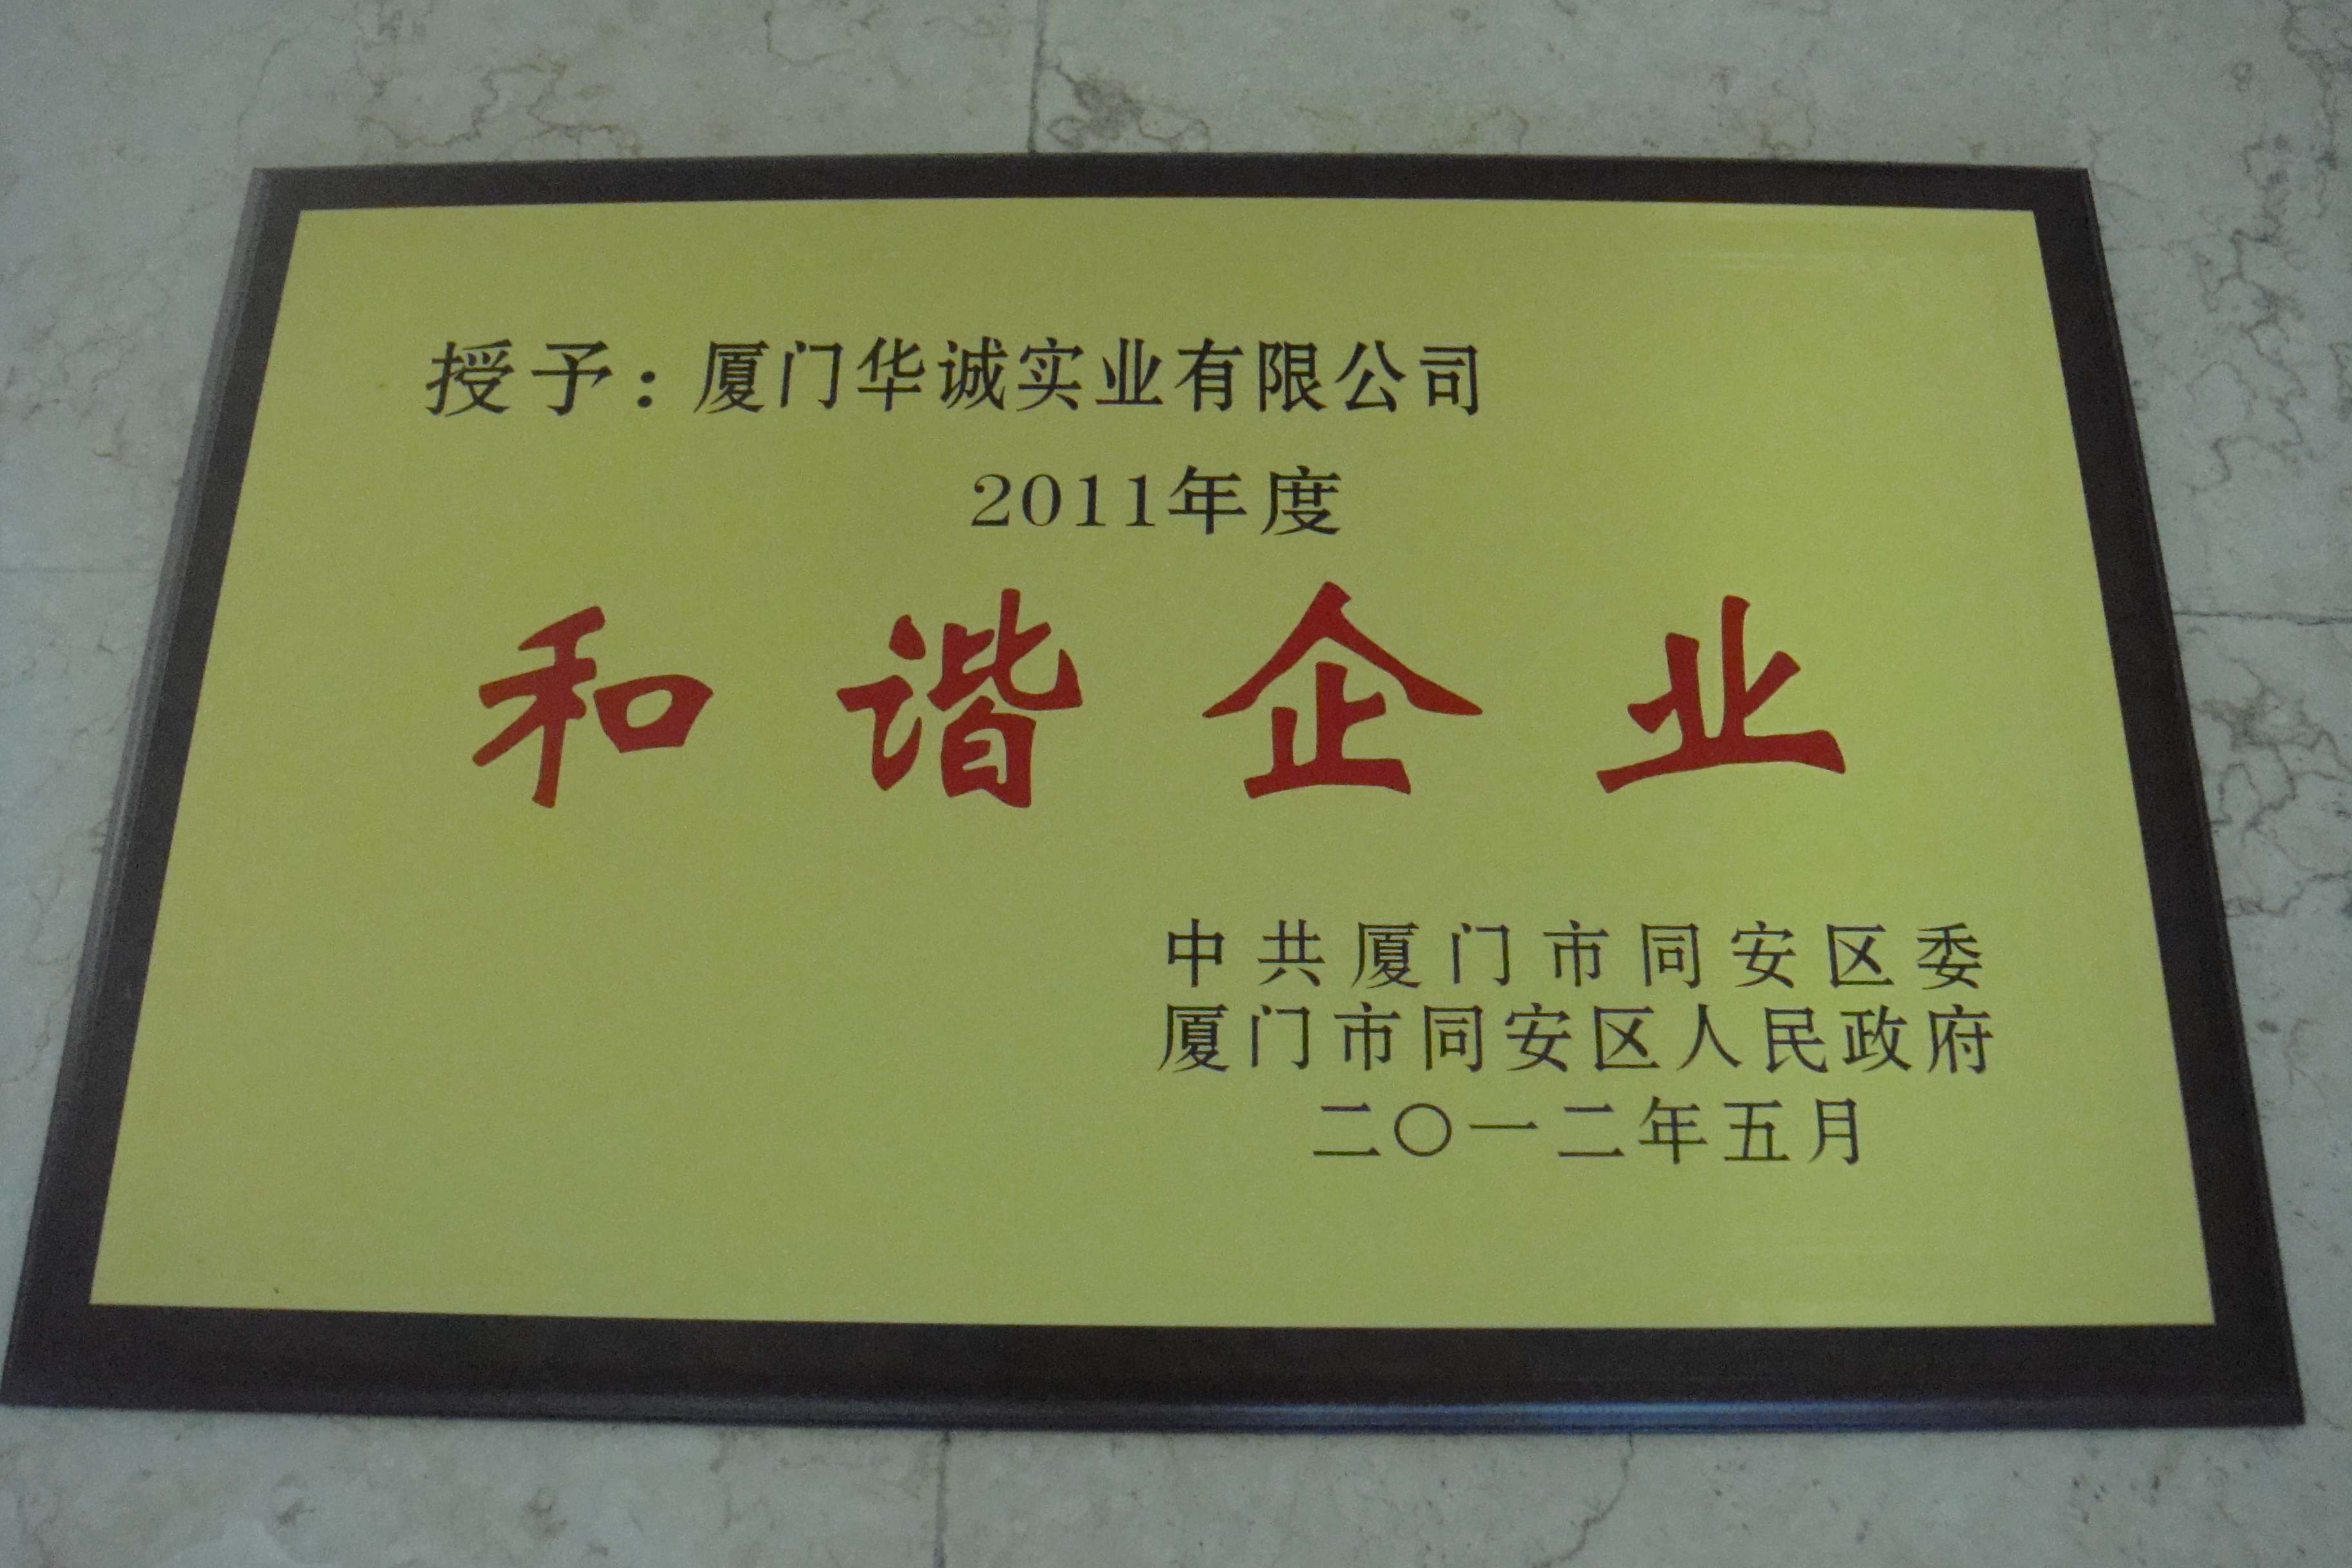 授予：厦门华诚实业有限公司
2011年度
和谐企业
中共厦门市同安区委
厦门市同安区人民政府
二〇一二年五月